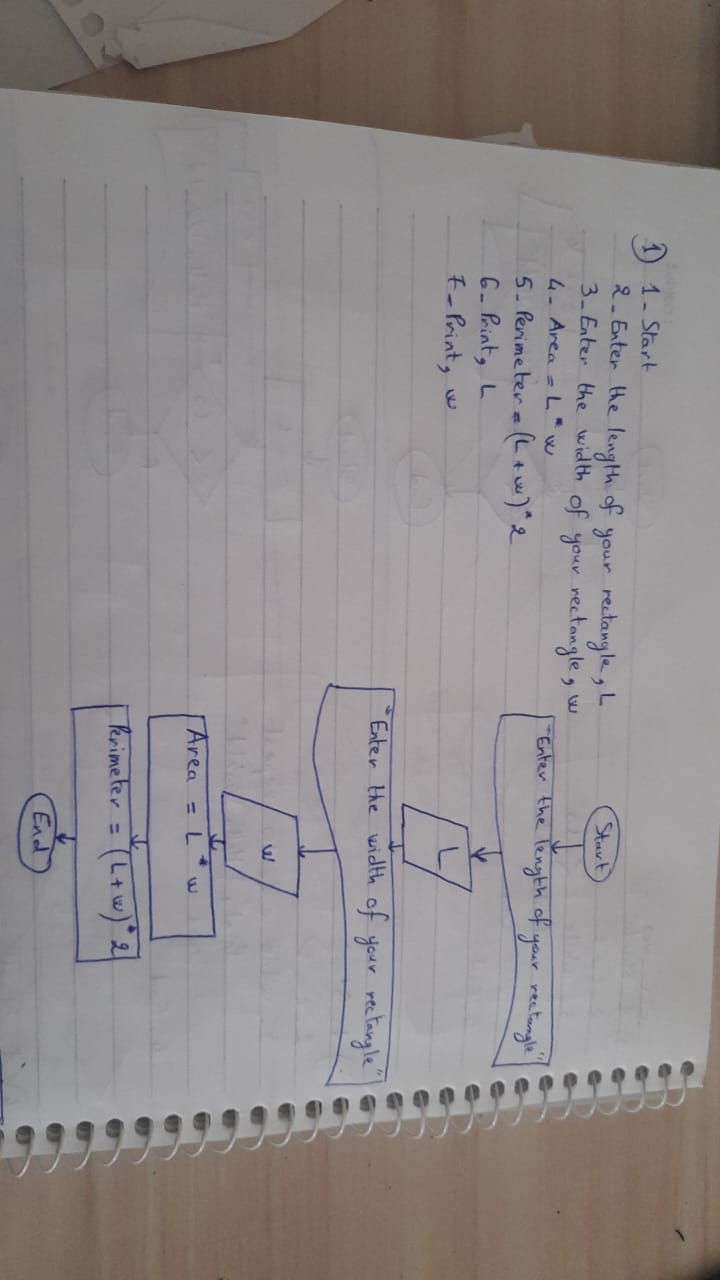 1
1- Start
2- Enter the length of your rectangle, L
3- Enter the width of your rectangle, w
4- Area = L * w
5- Perimeter = (L + w) * 2
6- Print, L
7- Print, w
Start
"Enter the length of your rectangle"
L
"Enter the width of your rectangle"
w
Area = L * w
Perimeter = (L + w) * 2
End